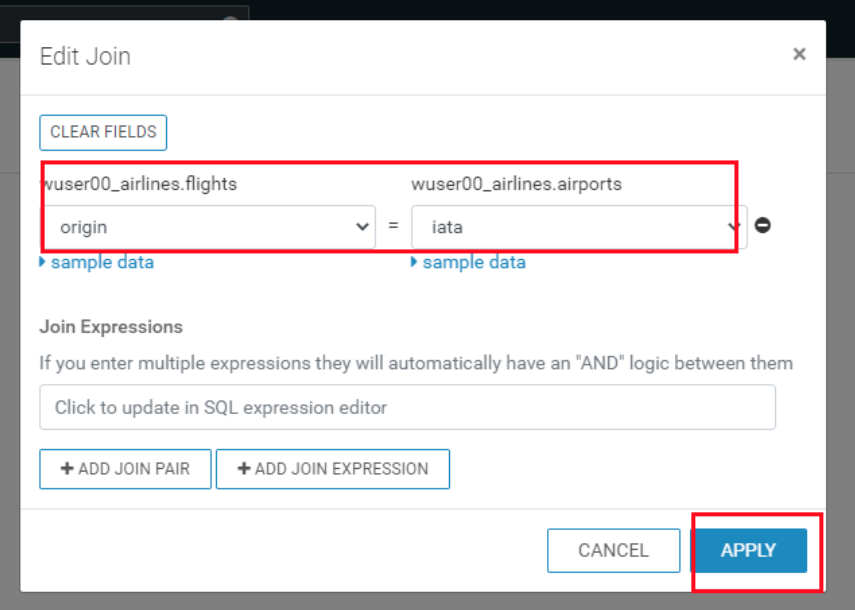 Edit Join
×
CLEAR FIELDS
wuser00_airlines.flights wuser00_airlines.airports
origin = iata
sample data sample data
Join Expressions
If you enter multiple expressions they will automatically have an "AND" logic between them
Click to update in SQL expression editor
+ ADD JOIN PAIR + ADD JOIN EXPRESSION
CANCEL APPLY